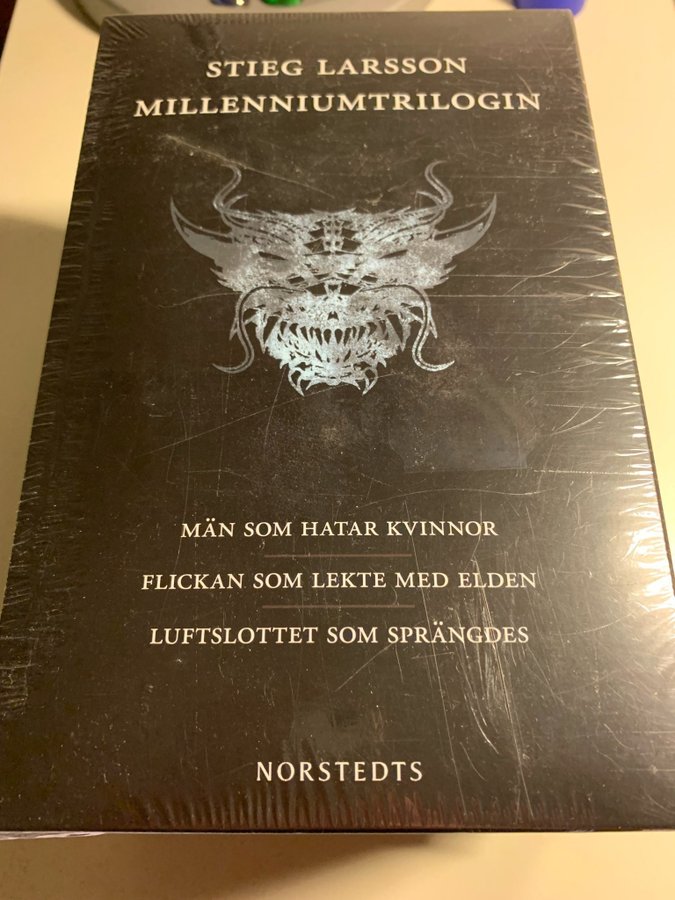 STIEG LARSSON
MILLENNIUMTRILOGIN
MÄN SOM HATAR KVINNOR
FLICKAN SOM LEKTE MED ELDEN
LUFTSLOTTET SOM SPRÄNGDES
NORSTEDTS